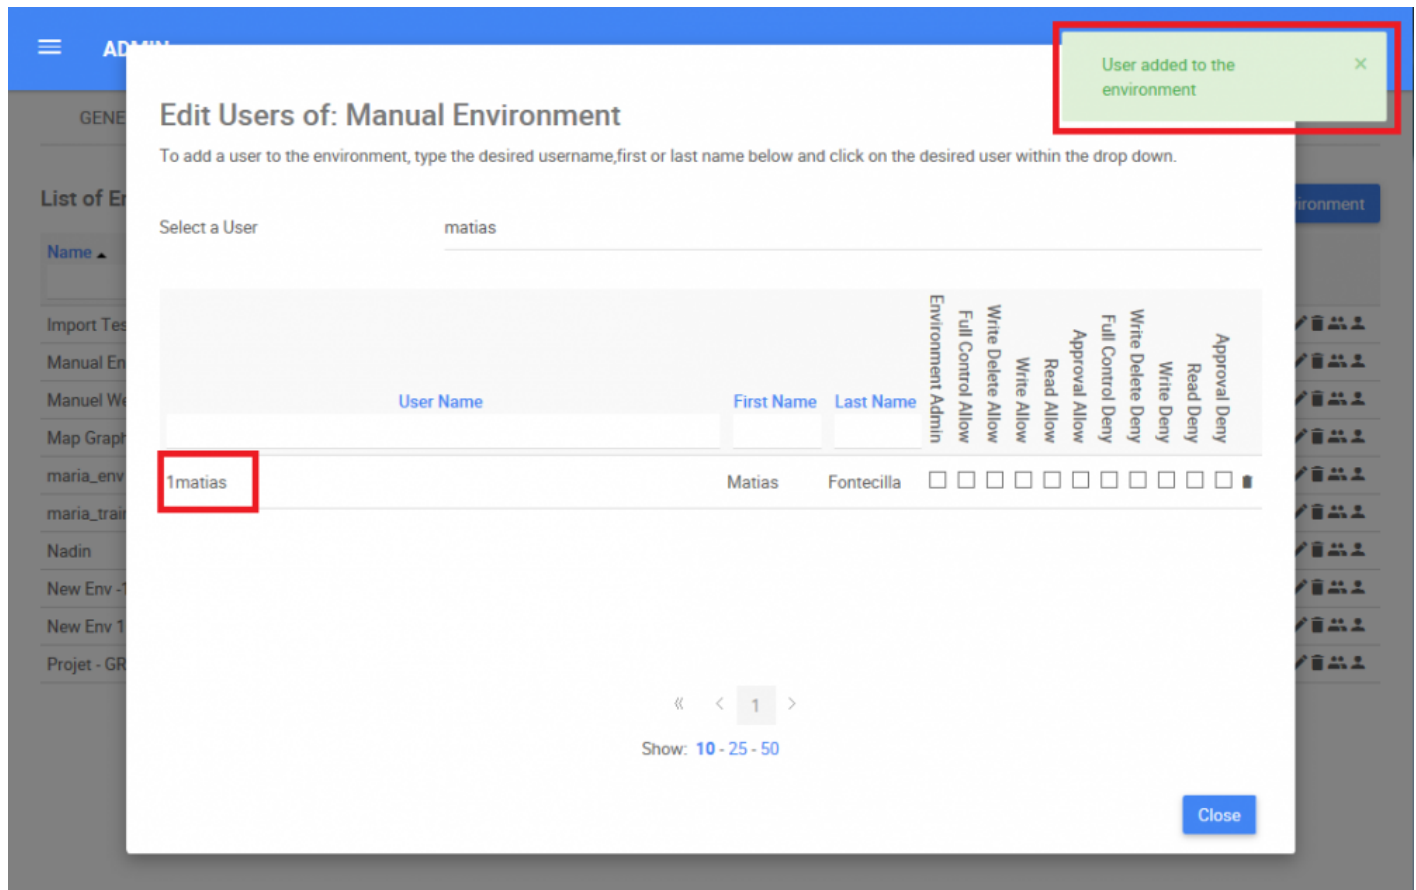 ADMIN
User added to the
environment
GENE
Edit Users of: Manual Environment
To add a user to the environment, type the desired username,first or last name below and click on the desired user within the drop down.
List of En
ironment
Select a User
matias
Name
Environment Admin
Full Control Allow
Write Delete Allow
Write Allow
Read Allow
Approval Allow
Full Control Deny
Write Delete Deny
Write Deny
Read Deny
Approval Deny
User Name First Name Last Name
Import Tes
Manual En
Manuel We
Map Graph
maria_env
1matias Matias Fontecilla
maria_train
Nadin
New Env -1
New Env 1
Projet - GR
« < 1 >
Show: 10 - 25 - 50
Close